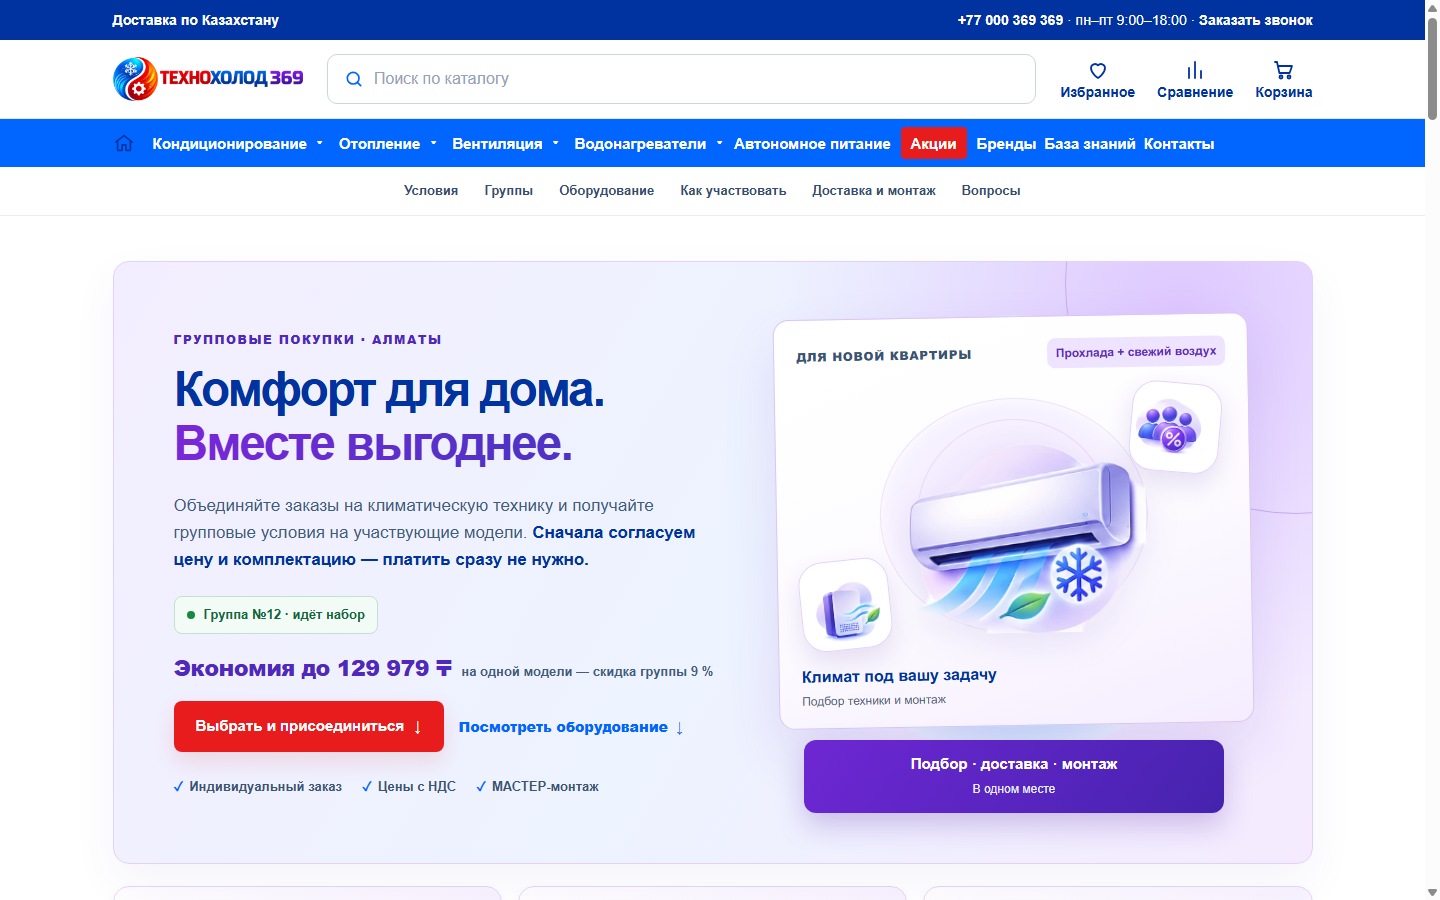 Доставка по Казахстану
+77 000 369 369 · пн–пт 9:00–18:00 · Заказать звонок
ТЕХНОХОЛОД 369
Поиск по каталогу
Избранное
Сравнение
Корзина
Кондиционирование
Отопление
Вентиляция
Водонагреватели
Автономное питание
Акции
Бренды
База знаний
Контакты
Условия
Группы
Оборудование
Как участвовать
Доставка и монтаж
Вопросы
ГРУППОВЫЕ ПОКУПКИ · АЛМАТЫ
Комфорт для дома.
Вместе выгоднее.
Объединяйте заказы на климатическую технику и получайте
групповые условия на участвующие модели. Сначала согласуем
цену и комплектацию — платить сразу не нужно.
Группа №12 · идёт набор
Экономия до 129 979 ₸ на одной модели — скидка группы 9 %
Выбрать и присоединиться ↓
Посмотреть оборудование ↓
✓ Индивидуальный заказ
✓ Цены с НДС
✓ МАСТЕР-монтаж
ДЛЯ НОВОЙ КВАРТИРЫ
Прохлада + свежий воздух
%
Климат под вашу задачу
Подбор техники и монтаж
Подбор · доставка · монтаж
В одном месте